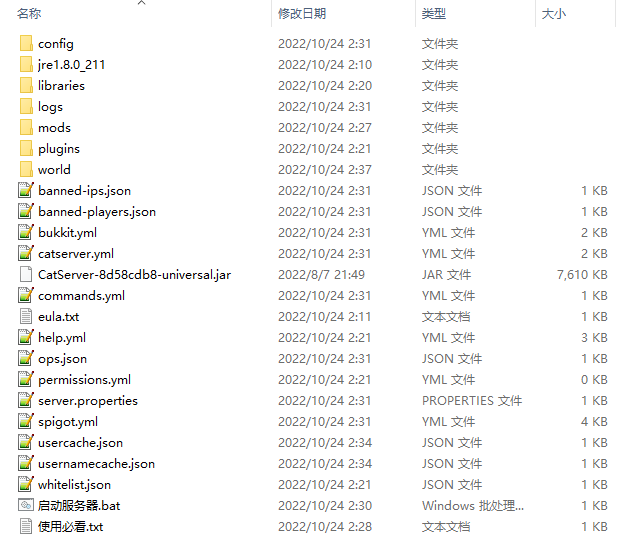 名称 修改日期 类型 大小
config 2022/10/24 2:31 文件夹
jre1.8.0_211 2022/10/24 2:10 文件夹
libraries 2022/10/24 2:20 文件夹
logs 2022/10/24 2:31 文件夹
mods 2022/10/24 2:27 文件夹
plugins 2022/10/24 2:21 文件夹
world 2022/10/24 2:37 文件夹
banned-ips.json 2022/10/24 2:31 JSON 文件 1 KB
banned-players.json 2022/10/24 2:31 JSON 文件 1 KB
bukkit.yml 2022/10/24 2:31 YML 文件 2 KB
catserver.yml 2022/10/24 2:31 YML 文件 2 KB
CatServer-8d58cdb8-universal.jar 2022/8/7 21:49 JAR 文件 7,610 KB
commands.yml 2022/10/24 2:31 YML 文件 1 KB
eula.txt 2022/10/24 2:11 文本文档 1 KB
help.yml 2022/10/24 2:21 YML 文件 3 KB
ops.json 2022/10/24 2:31 JSON 文件 1 KB
permissions.yml 2022/10/24 2:21 YML 文件 0 KB
server.properties 2022/10/24 2:31 PROPERTIES 文件 1 KB
spigot.yml 2022/10/24 2:31 YML 文件 4 KB
usercache.json 2022/10/24 2:34 JSON 文件 1 KB
usernamecache.json 2022/10/24 2:34 JSON 文件 1 KB
whitelist.json 2022/10/24 2:21 JSON 文件 1 KB
启动服务器.bat 2022/10/24 2:30 Windows 批处理... 1 KB
使用必看.txt 2022/10/24 2:28 文本文档 1 KB